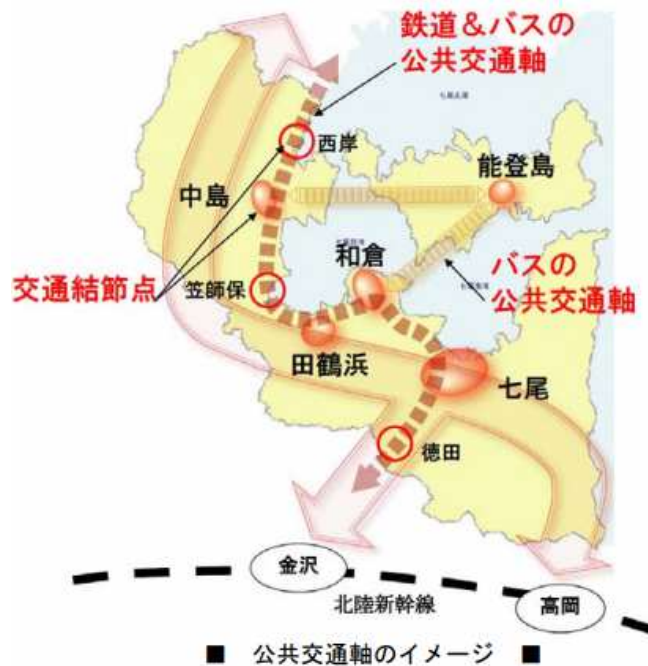 鉄道＆バスの
公共交通軸
西岸
能登島
中島
和倉
バスの
公共交通軸
交通結節点
笠師保
田鶴浜
七尾
徳田
金沢
北陸新幹線
高岡
■ 公共交通軸のイメージ ■